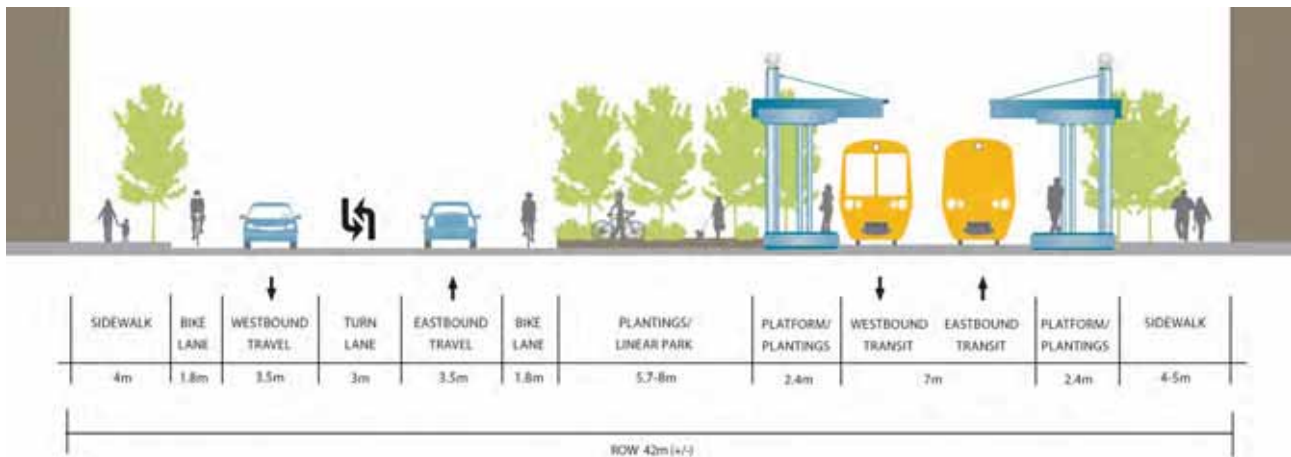 SIDEWALK
BIKE
LANE
WESTBOUND
TRAVEL
TURN
LANE
EASTBOUND
TRAVEL
BIKE
LANE
PLANTINGS/
LINEAR PARK
PLATFORM/
PLANTINGS
WESTBOUND
TRANSIT
EASTBOUND
TRANSIT
PLATFORM/
PLANTINGS
SIDEWALK
4m
1.8m
3.5m
3m
3.5m
1.8m
5.7-8m
2.4m
7m
2.4m
4-5m
ROW 42m (+/-)